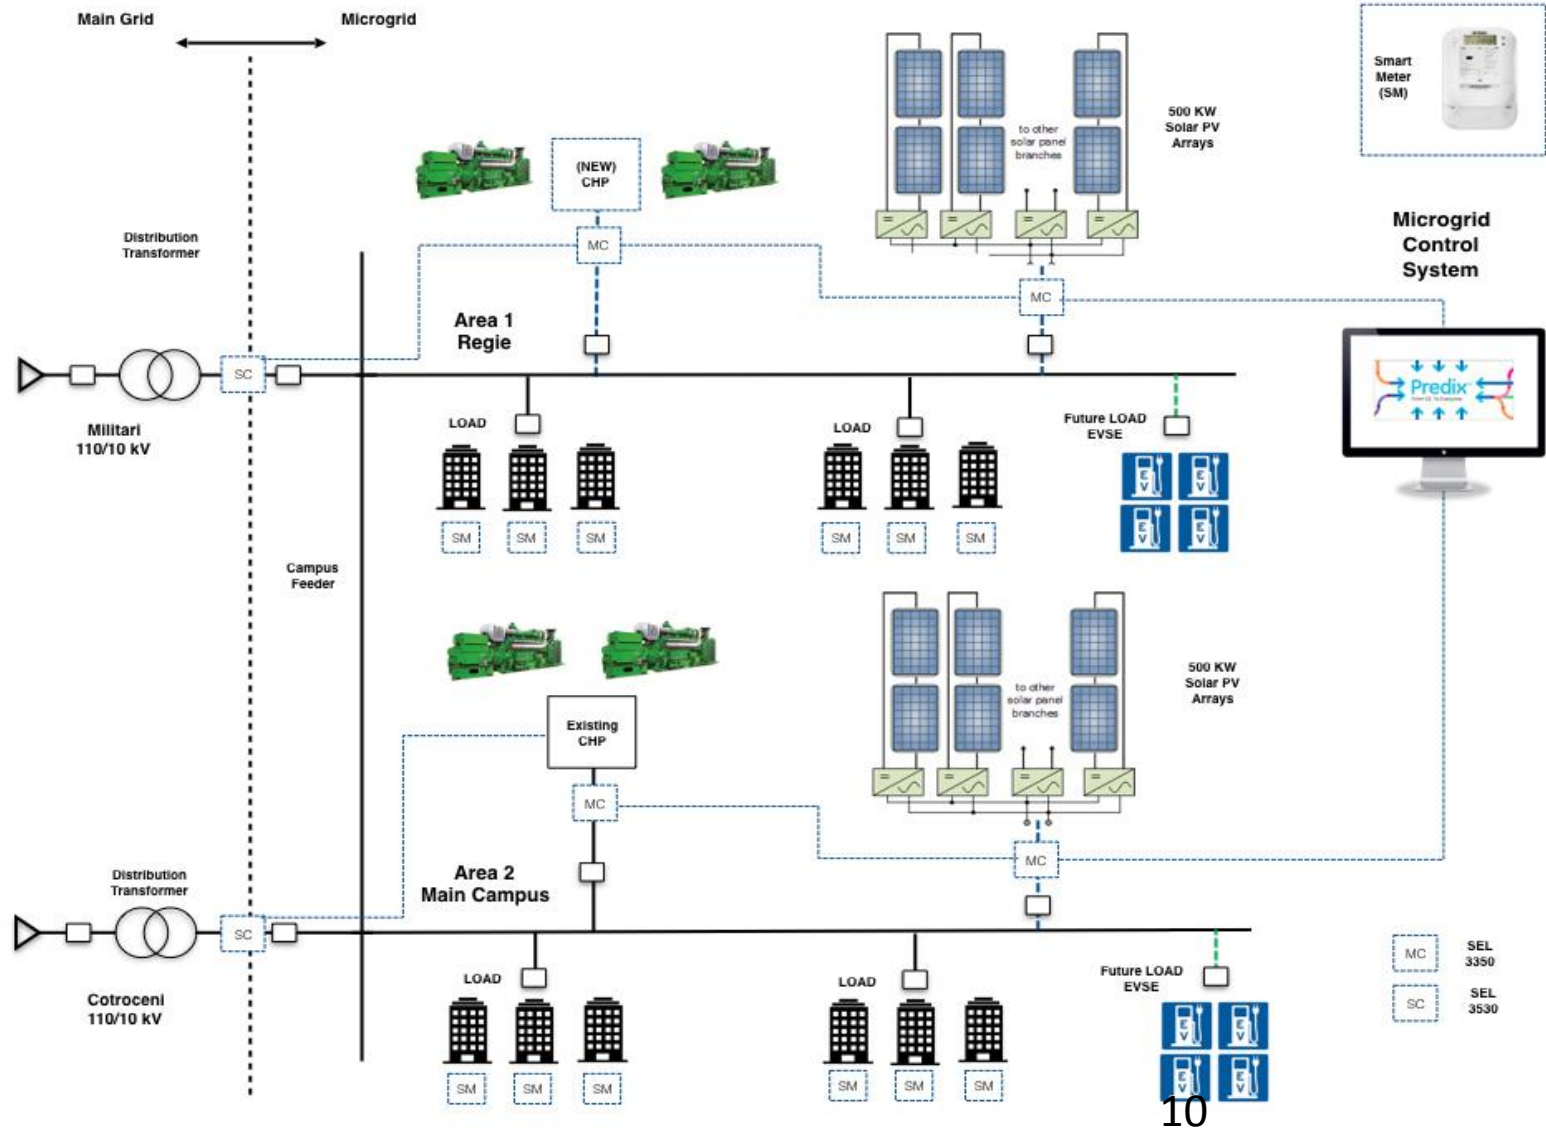 Main Grid
Microgrid
Smart
Meter
(SM)
500 KW
Solar PV
Arrays
to other
solar panel
branches
(NEW)
CHP
MC
Distribution
Transformer
Microgrid
Control
System
MC
Area 1
Regie
SC
Predix
Militari
110/10 kV
LOAD
LOAD
Future LOAD
EVSE
E
V
E
V
E
V
E
V
SM
SM
SM
SM
SM
SM
Campus
Feeder
500 KW
Solar PV
Arrays
to other
solar panel
branches
Existing
CHP
MC
MC
Area 2
Main Campus
Distribution
Transformer
SC
Cotroceni
110/10 kV
LOAD
LOAD
Future LOAD
EVSE
E
V
E
V
E
V
E
V
SM
SM
SM
SM
SM
SM
MC
SEL
3350
SC
SEL
3530
10